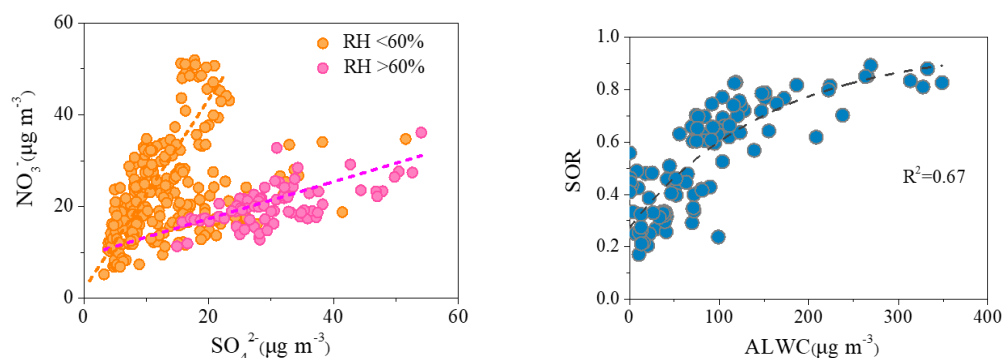 60
40
20
0
NO₃⁻(μg m⁻³)
RH <60%
RH >60%
0
20
40
60
SO₄²⁻(μg m⁻³)
1.0
0.8
0.6
0.4
0.2
0.0
SOR
R²=0.67
0
100
200
300
400
ALWC(μg m⁻³)